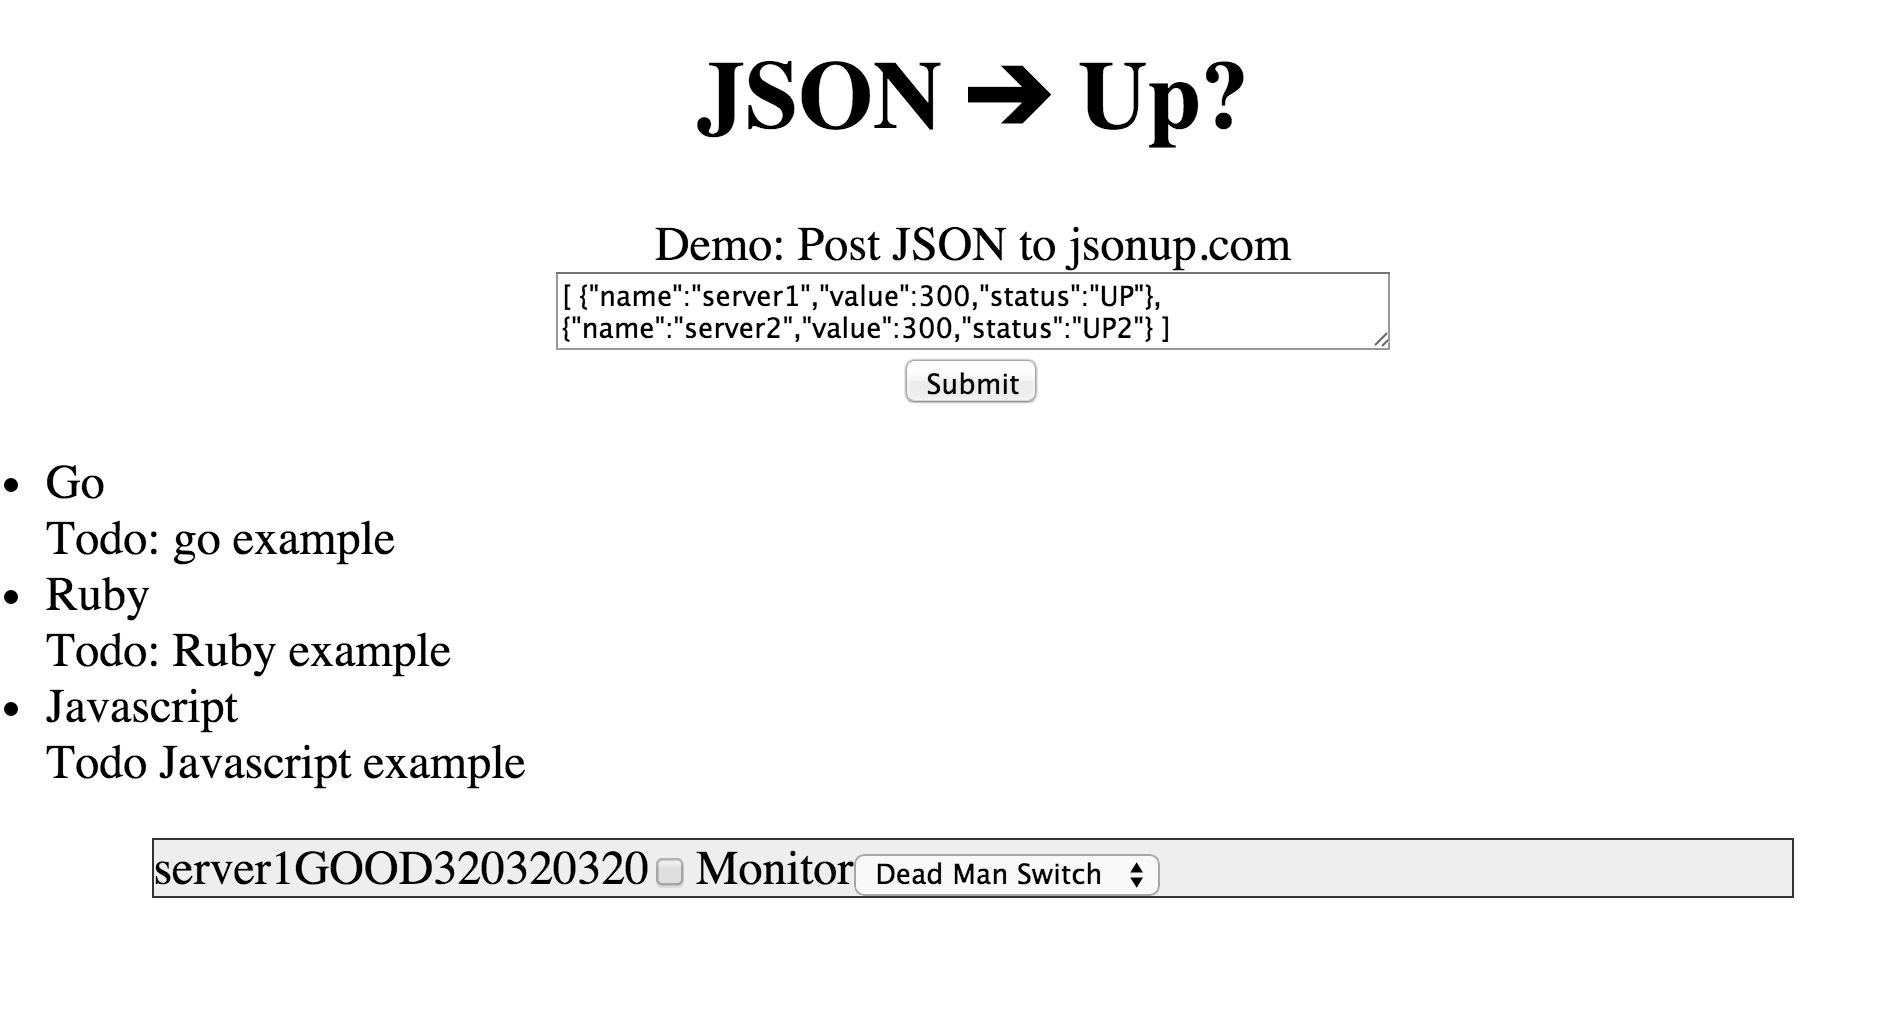 JSON ➔ Up?
Demo: Post JSON to jsonup.com
[ {"name":"server1","value":300,"status":"UP"},
{"name":"server2","value":300,"status":"UP2"} ]
Submit
Go
Todo: go example
Ruby
Todo: Ruby example
Javascript
Todo Javascript example
server1GOOD320320320 Monitor Dead Man Switch